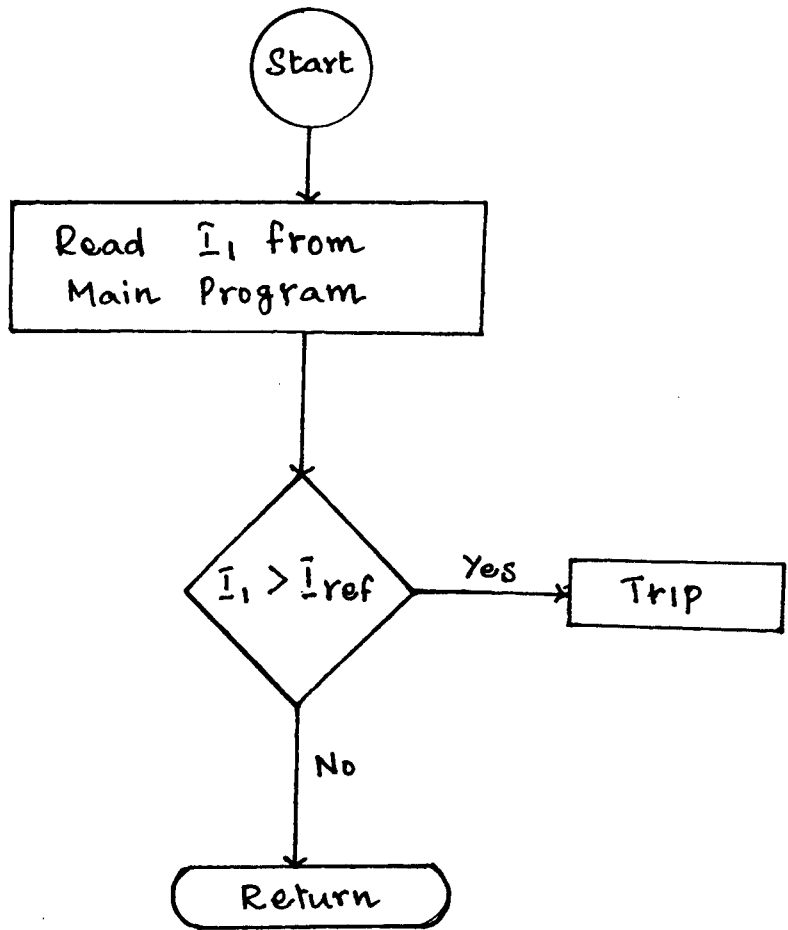 Start
Read I₁ from
Main Program
I₁ > Iref
Yes
Trip
No
Return